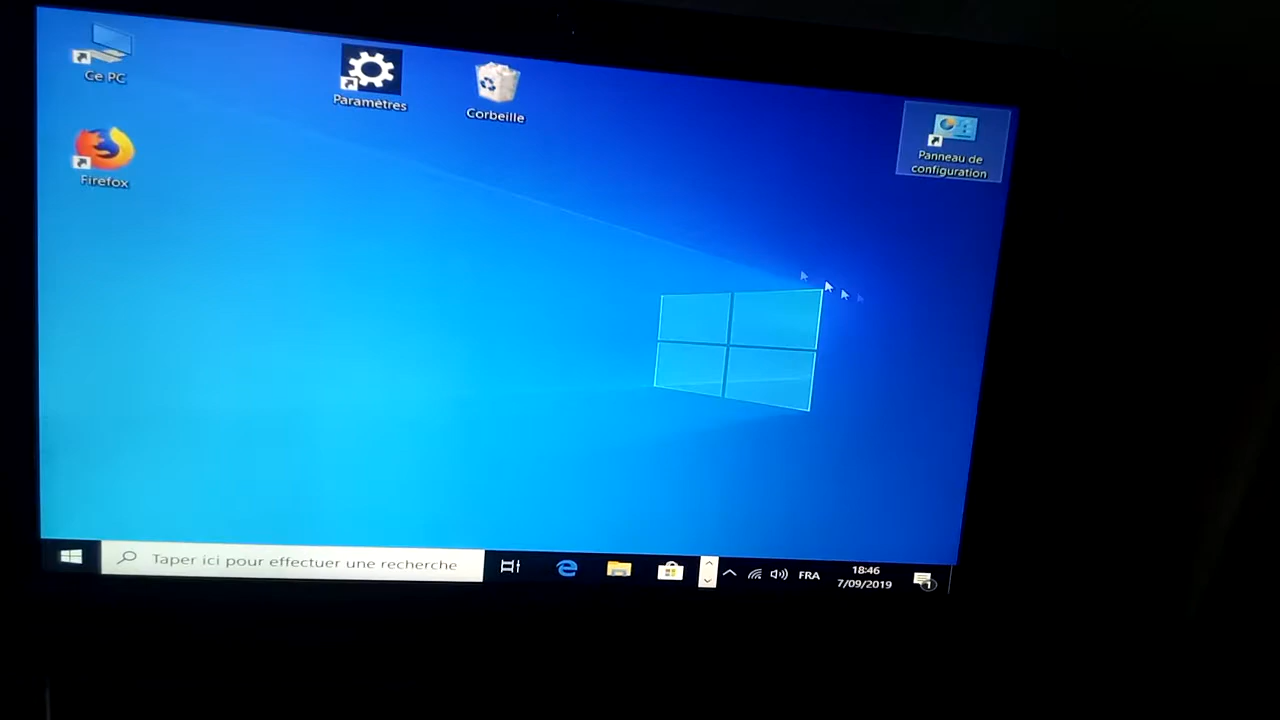 Ce PC
Paramètres
Corbeille
Firefox
Panneau de
configuration
Taper ici pour effectuer une recherche
FRA
18:46
7/09/2019
1